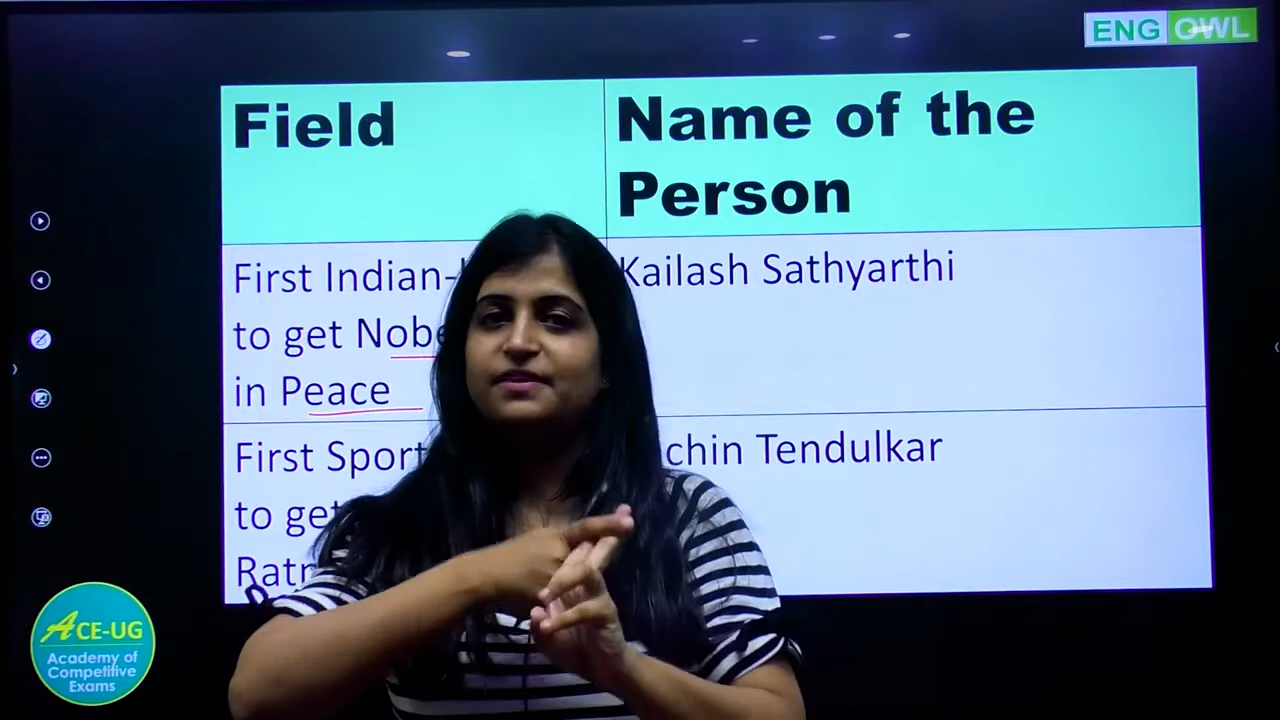 ENG OWL
Field
Name of the
Person
First Indian-
to get Nobe
in Peace
Kailash Sathyarthi
First Sport
to get
Ratn
chin Tendulkar
ACE-UG
Academy of
Competitive
Exams